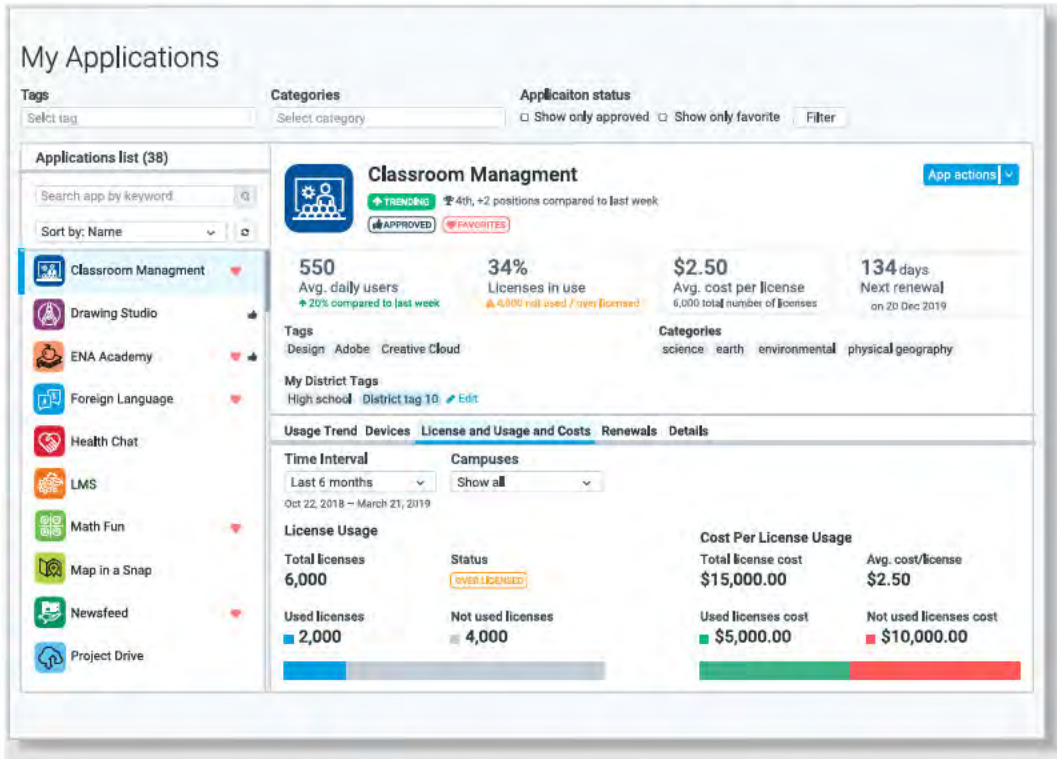 My Applications
Tags
Categories
Applicaiton status
Selct tag
Select category
Show only approved
Show only favorite
Filter
Applications list (38)
Search app by keyword
Sort by: Name
Classroom Managment
Drawing Studio
ENA Academy
Foreign Language
Health Chat
LMS
Math Fun
Map in a Snap
Newsfeed
Project Drive
Classroom Managment
App actions
TRENDING
4th, +2 positions compared to last week
APPROVED
FAVORITES
550
Avg. daily users
20% compared to last week
34%
Licenses in use
4,000 not used / over licensed
$2.50
Avg. cost per license
6,000 total number of licenses
134 days
Next renewal
on 20 Dec 2019
Tags
Design Adobe Creative Cloud
Categories
science earth environmental physical geography
My District Tags
High school District tag 10 Edit
Usage Trend Devices License and Usage and Costs Renewals Details
Time Interval
Last 6 months
Oct 22, 2018 – March 21, 2019
Campuses
Show all
License Usage
Total licenses
6,000
Status
OVER LICENSED
Used licenses
2,000
Not used licenses
4,000
Cost Per License Usage
Total license cost
$15,000.00
Avg. cost/license
$2.50
Used licenses cost
$5,000.00
Not used licenses cost
$10,000.00